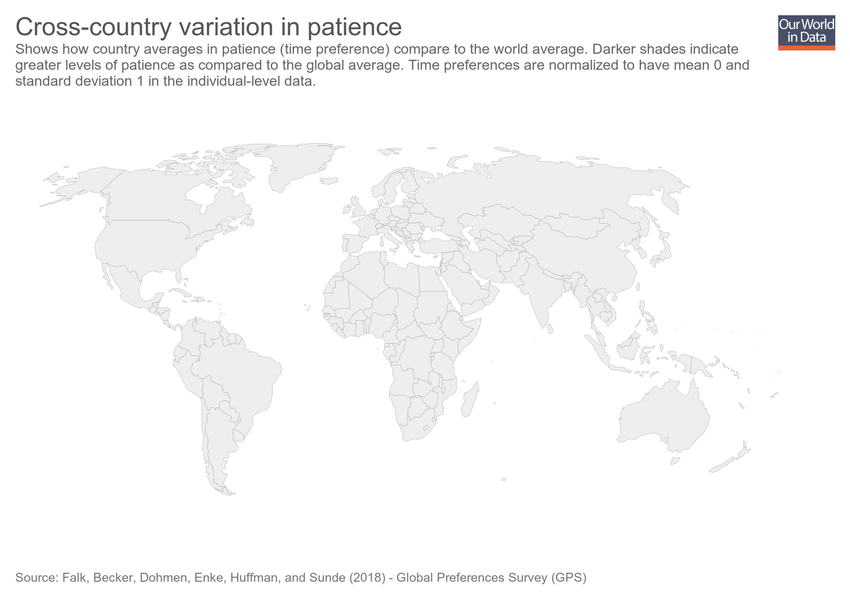 Cross-country variation in patience
Our World
in Data
Shows how country averages in patience (time preference) compare to the world average. Darker shades indicate
greater levels of patience as compared to the global average. Time preferences are normalized to have mean 0 and
standard deviation 1 in the individual-level data.
Source: Falk, Becker, Dohmen, Enke, Huffman, and Sunde (2018) - Global Preferences Survey (GPS)